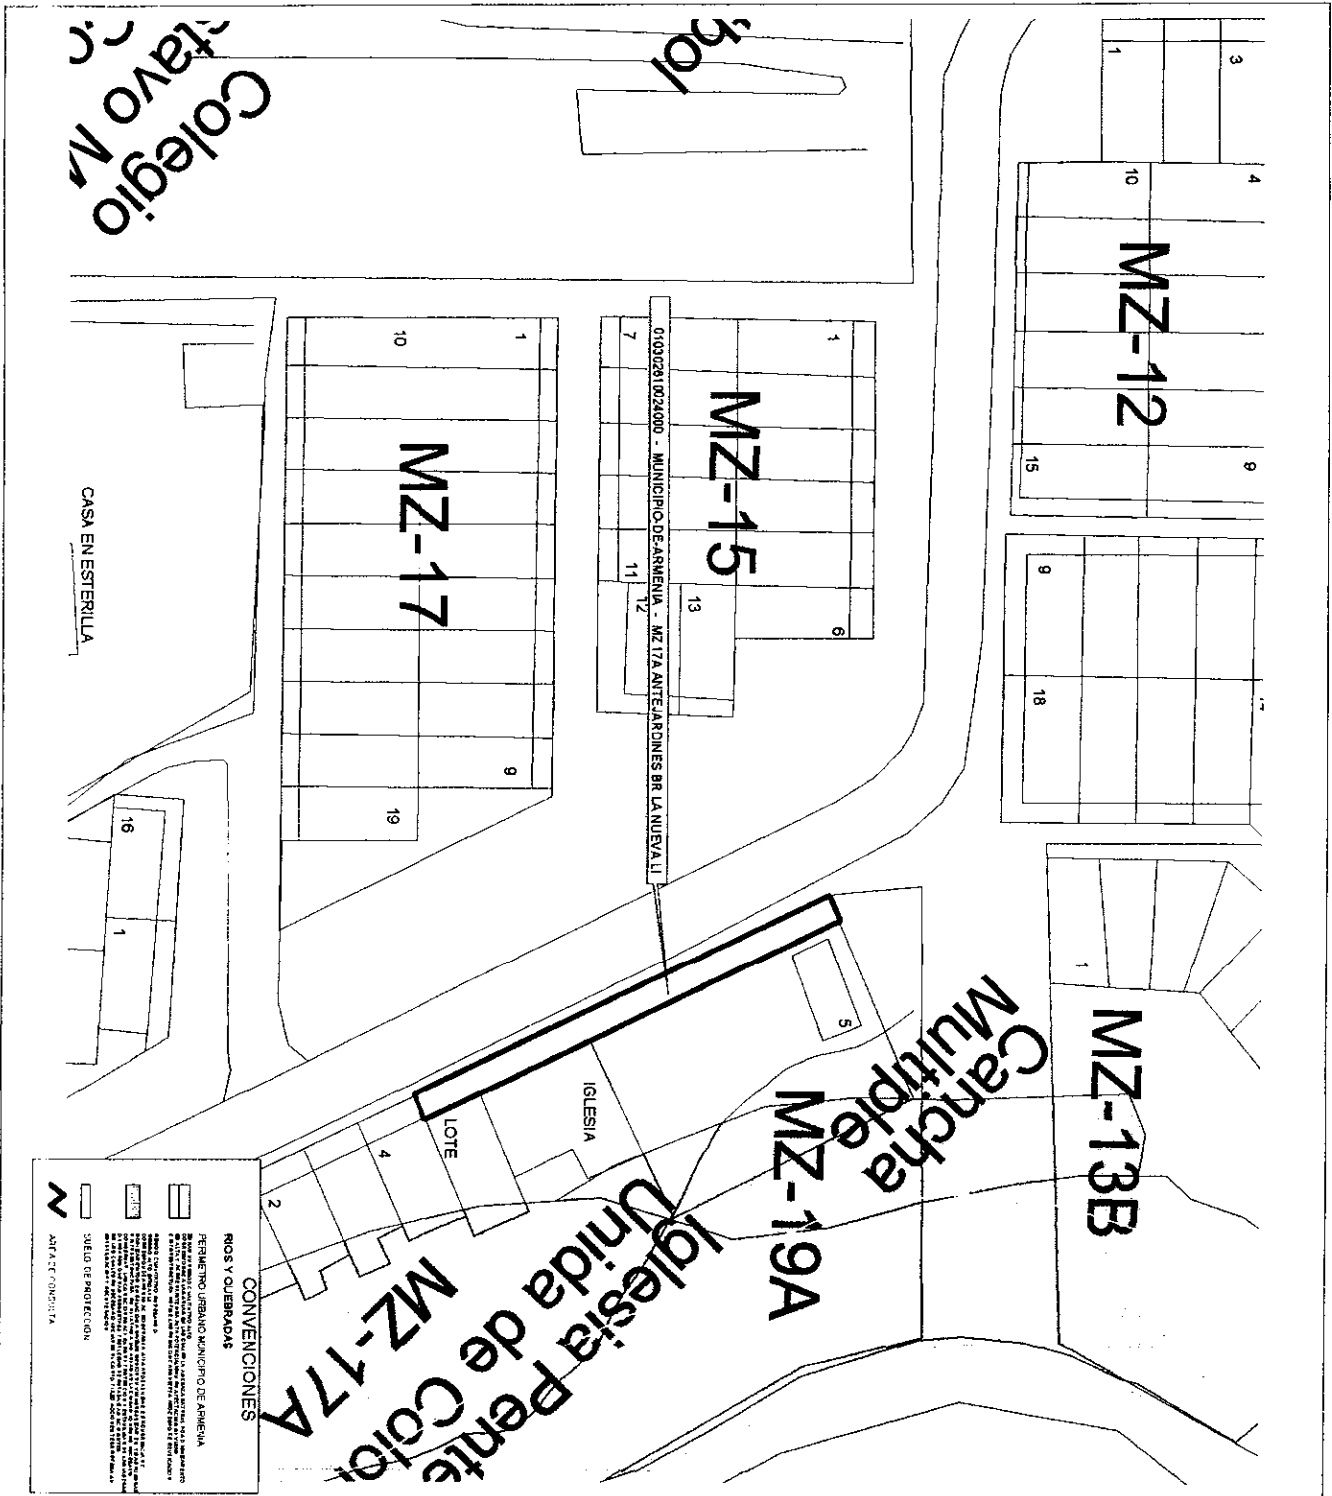 Colegio
stavo M
bol
1
3
10
4
MZ-12
15
9
9
18
1
7
MZ-15
11
12
13
6
01030261002400​0 - MUNICIPIO-DE-ARMENIA - MZ 17A ANTEJARDINES BR LA NUEVA LI
10
1
MZ-17
9
19
CASA EN ESTERILLA
16
1
1
MZ-13B
Cancha
Multiple
5
MZ-19A
IGLESIA
LOTE
4
2
Iglesia Pente
Unida de Colo
MZ-17A
CONVENCIONES
RIOS Y QUEBRADAS
PERIMETRO URBANO MUNICIPIO DE ARMENIA
SUELO DE PROTECCION
AREA DE CONSULTA